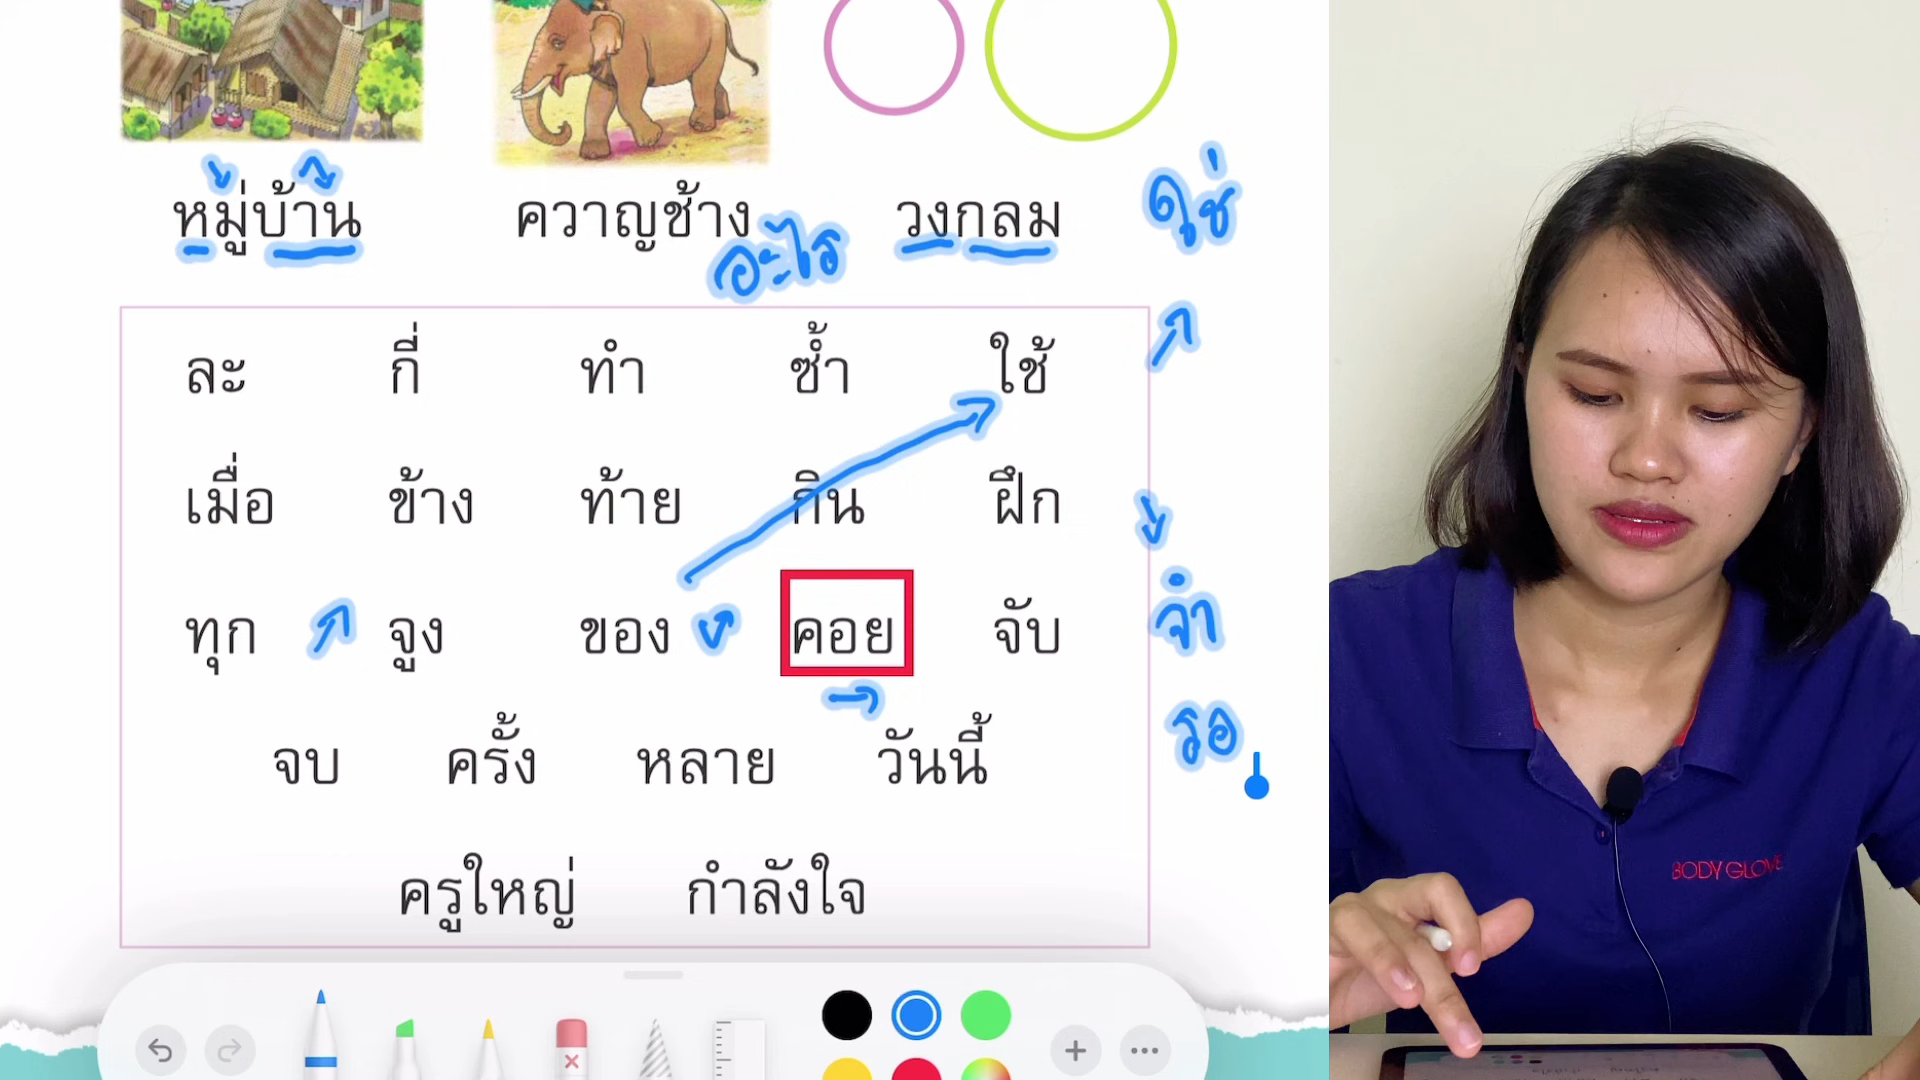 หมู่บ้าน ควาญช้าง วงกลม
อะไร
ละ กี่ ทำ ซ้ำ ใช้
เมื่อ ข้าง ท้าย กิน ฝึก
ทุก จูง ของ คอย จับ
จำ
รอ
จบ ครั้ง หลาย วันนี้
ครูใหญ่ กำลังใจ
BODY GLOVE